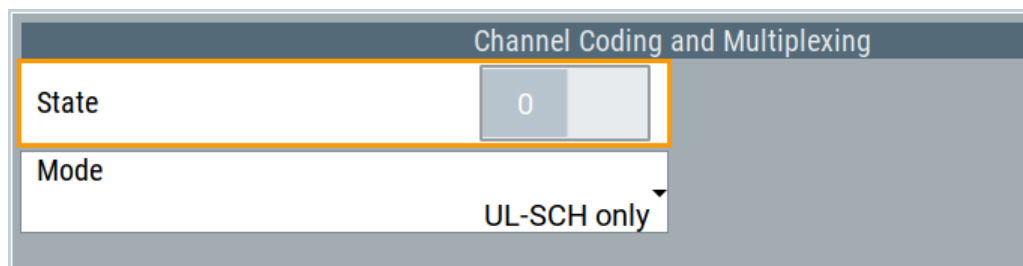 Channel Coding and Multiplexing
State 0
Mode
UL-SCH only